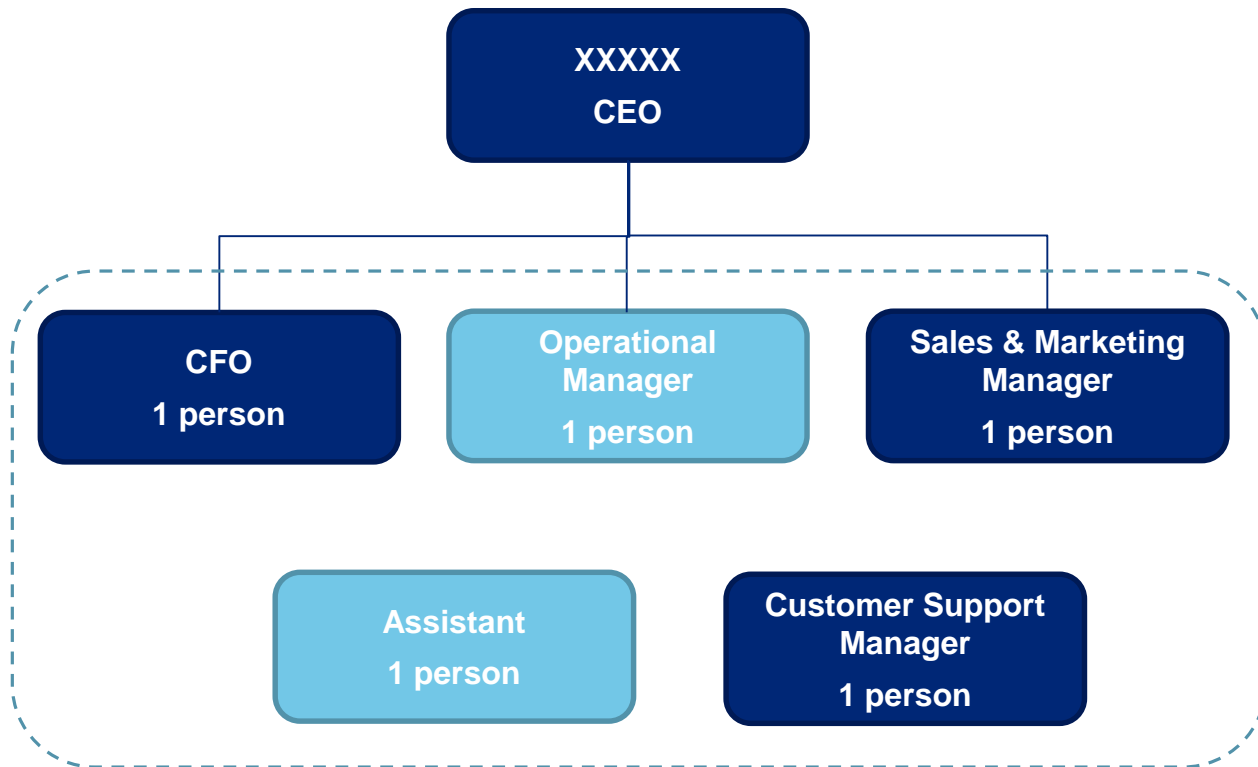 XXXXX
CEO
CFO
1 person
Operational
Manager
1 person
Sales & Marketing
Manager
1 person
Assistant
1 person
Customer Support
Manager
1 person